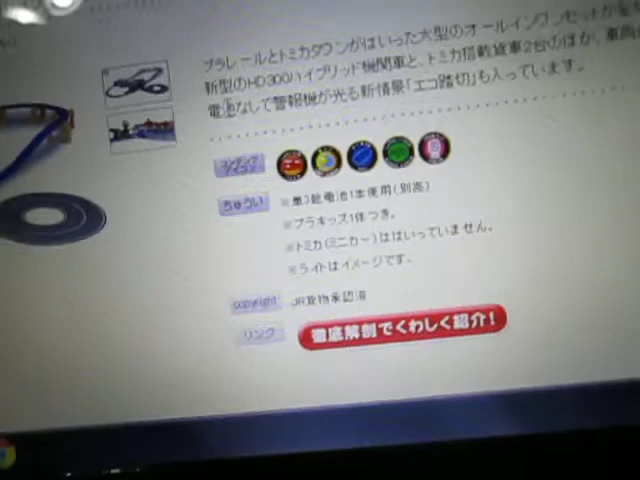 プラレールとトミカタウンがはいった大型のオールインワンセットが
新型のHD300ハイブリッド機関車と、トミカ搭載貨車2台のほか、車両
電池なしで警報機が光る新情景「エコ踏切」も入っています。
ちゅうい
※単3乾電池1本使用(別売)
※プラキッズ1体つき。
※トミカ(ミニカー)ははいっていません。
※ライトはイメージです。
copyright
JR貨物承認済
リンク
徹底解剖でくわしく紹介!